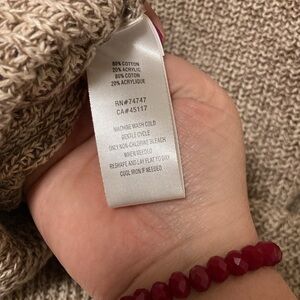 80% COTTON
20% ACRYLIC
80% COTON
20% ACRYLIQUE
RN#74747
CA#45117
MACHINE WASH COLD
GENTLE CYCLE
ONLY NON-CHLORINE BLEACH
WHEN NEEDED
RESHAPE AND LAY FLAT TO DRY
COOL IRON IF NEEDED